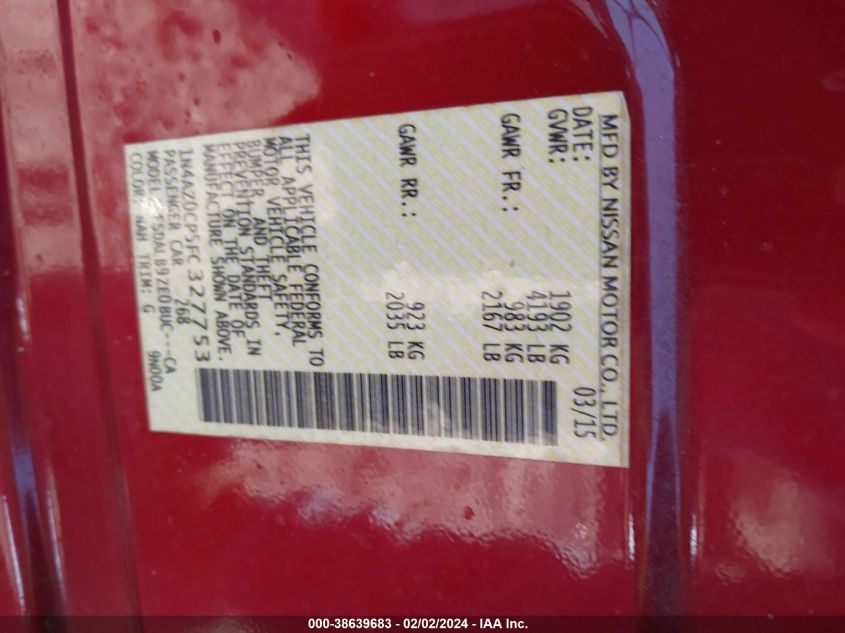 MFD BY NISSAN MOTOR CO., LTD.
DATE: 03/15
GVWR: 1902 KG
4193 LB
GAWR FR.: 983 KG
2167 LB
GAWR RR.: 923 KG
2035 LB
THIS VEHICLE CONFORMS TO
ALL APPLICABLE FEDERAL
MOTOR VEHICLE SAFETY,
BUMPER, AND THEFT
PREVENTION STANDARDS IN
EFFECT ON THE DATE OF
MANUFACTURE SHOWN ABOVE.
1N4AZ0CP5FC327753
PASSENGER CAR 268
MODEL: FSDALB9ZE0BUC---CA
COLOR: NAH TRIM: G 9N00A
000-38639683 - 02/02/2024 - IAA Inc.